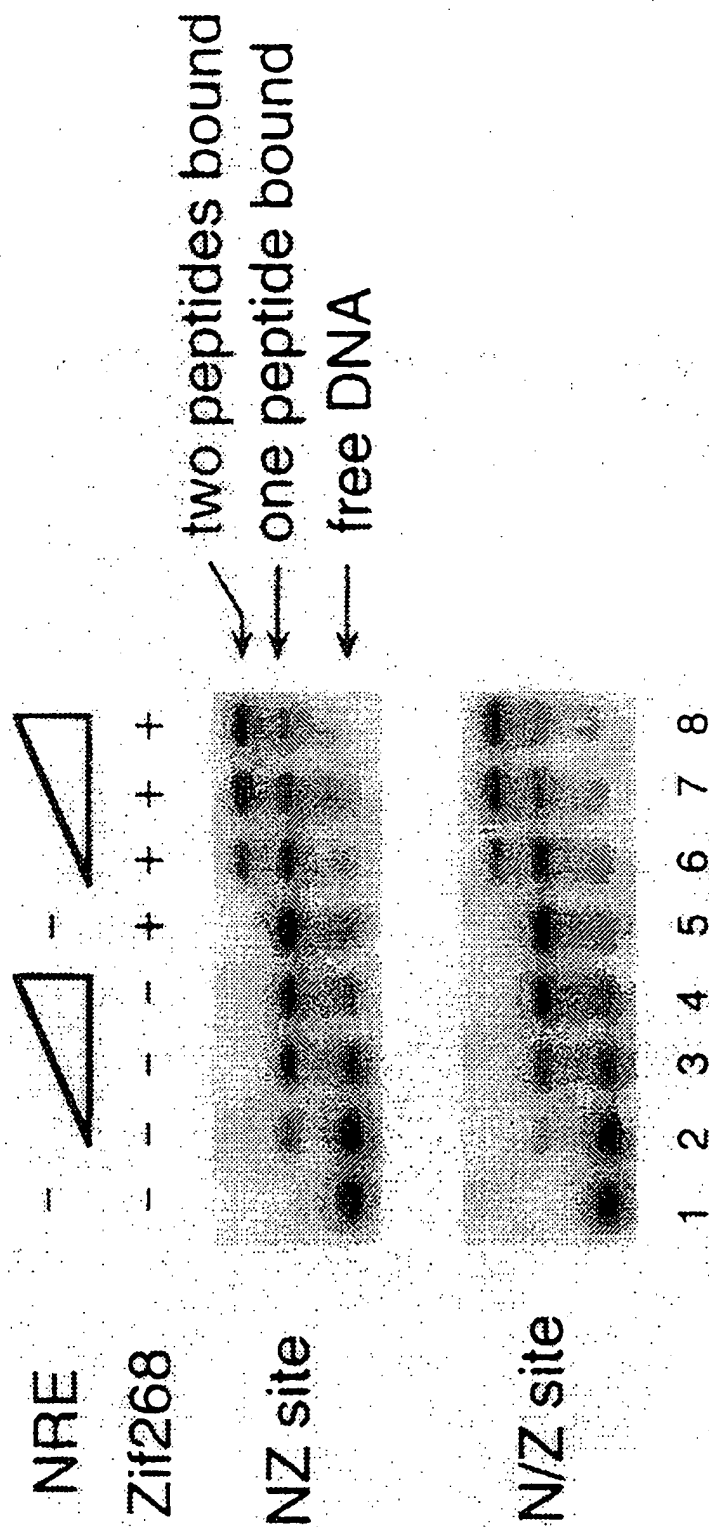 NRE - -
Zif268 - - - - + + + +
two peptides bound
NZ site one peptide bound
free DNA
N/Z site
1 2 3 4 5 6 7 8